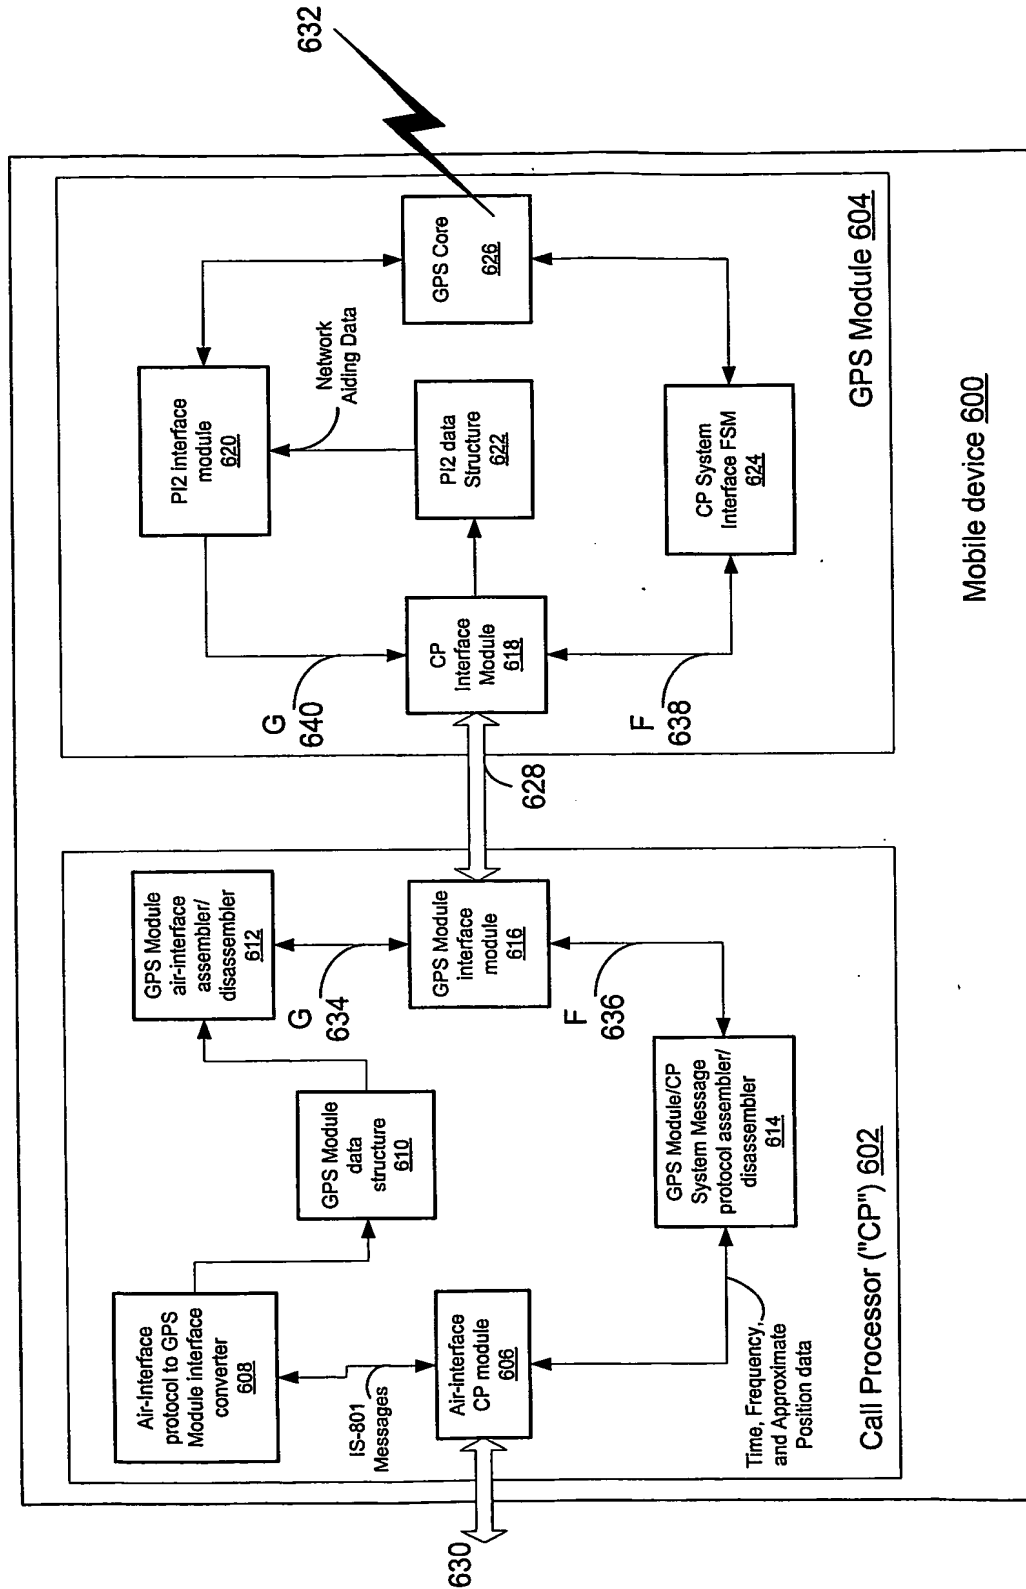 630
Air-Interface
protocol to GPS
Module interface
converter
608
IS-801
Messages
Air-interface
CP module
606
Time, Frequency,
and Approximate
Position data
GPS Module
data
structure
610
GPS Module
air-interface
assembler/
disassembler
612
G
634
GPS Module
interface
module
616
F
636
GPS Module/CP
System Message
protocol assembler/
disassembler
614
Call Processor ("CP") 602
628
G
640
CP
Interface
Module
618
F
638
PI2 interface
module
620
Network
Aiding Data
PI2 data
Structure
622
CP System
Interface FSM
624
GPS Core
626
632
GPS Module 604
Mobile device 600